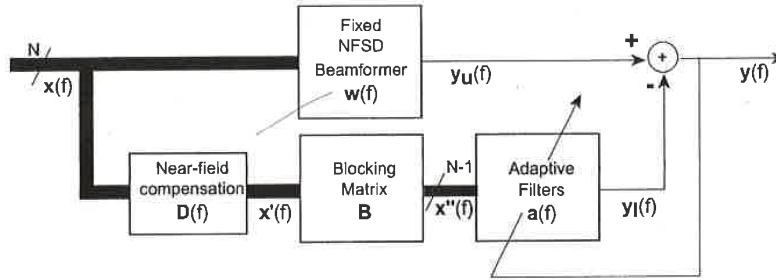 N
x(f)
Fixed
NFSD
Beamformer
w(f)
yu(f)
+
+
-
y(f)
Near-field
compensation
D(f)
x'(f)
Blocking
Matrix
B
N-1
x''(f)
Adaptive
Filters
a(f)
yl(f)